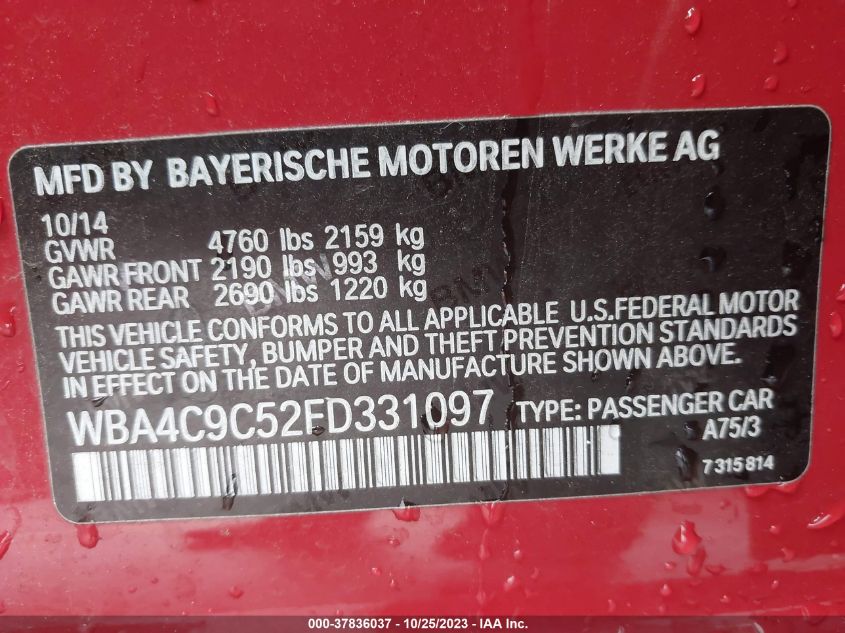 MFD BY BAYERISCHE MOTOREN WERKE AG
10/14
GVWR 4760 lbs 2159 kg
GAWR FRONT 2190 lbs 993 kg
GAWR REAR 2690 lbs 1220 kg
THIS VEHICLE CONFORMS TO ALL APPLICABLE U.S.FEDERAL MOTOR
VEHICLE SAFETY, BUMPER AND THEFT PREVENTION STANDARDS
IN EFFECT ON THE DATE OF MANUFACTURE SHOWN ABOVE.
WBA4C9C52FD331097 TYPE: PASSENGER CAR
A75/3
7 315 814
000-37836037 - 10/25/2023 - IAA Inc.